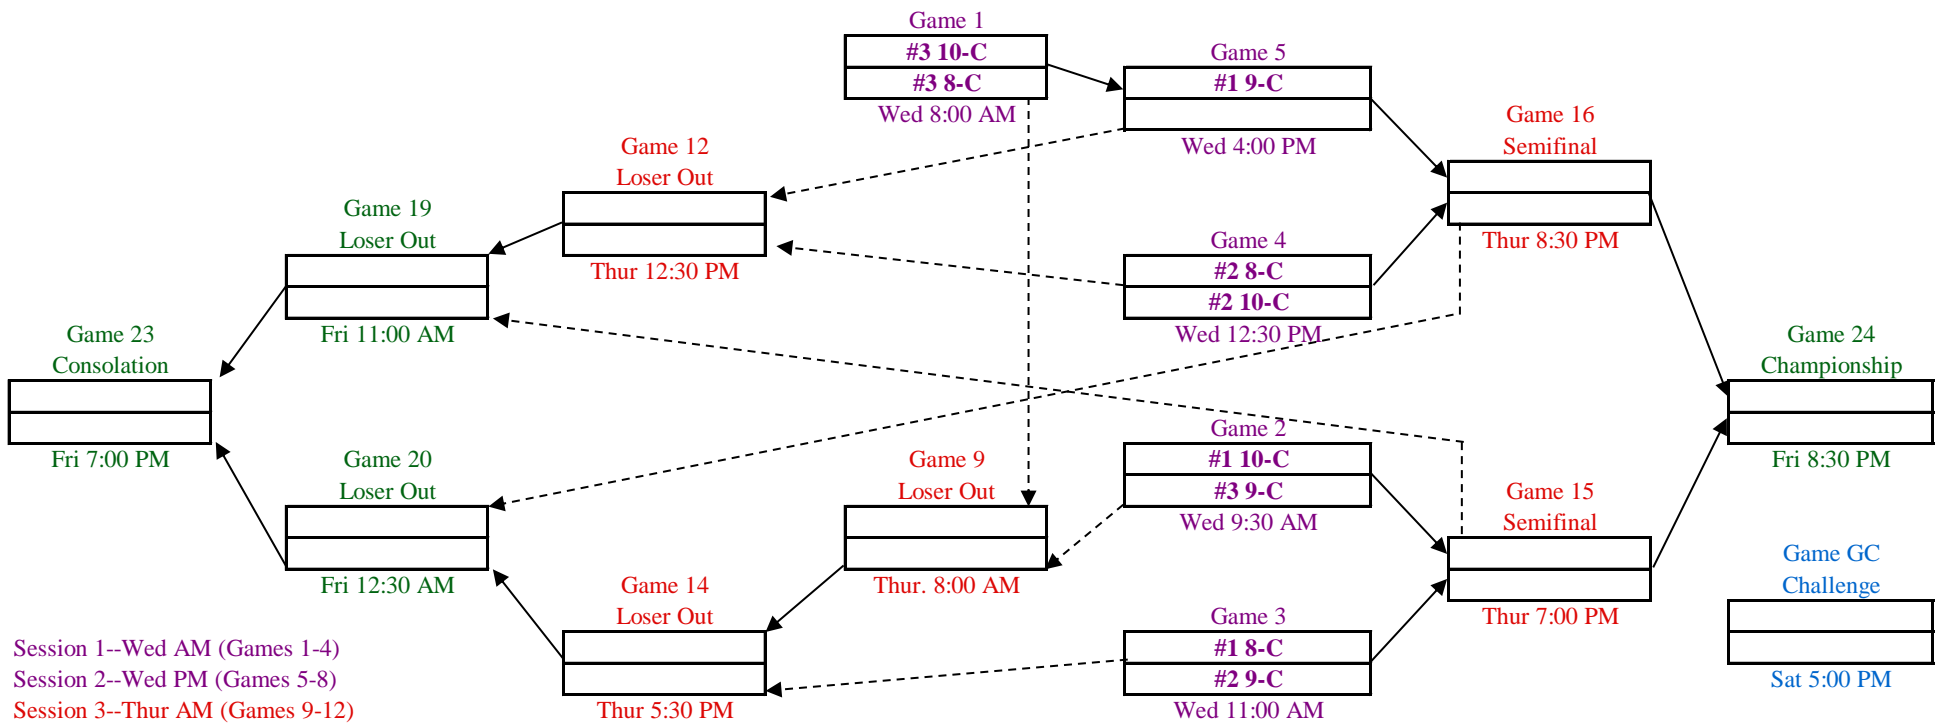 Game 1
#3 10-C
#3 8-C
Wed 8:00 AM
Game 5
#1 9-C
Wed 4:00 PM
Game 16
Semifinal
Thur 8:30 PM
Game 12
Loser Out
Thur 12:30 PM
Game 19
Loser Out
Fri 11:00 AM
Game 4
#2 8-C
#2 10-C
Wed 12:30 PM
Game 23
Consolation
Fri 7:00 PM
Game 24
Championship
Fri 8:30 PM
Game 20
Loser Out
Fri 12:30 AM
Game 9
Loser Out
Thur. 8:00 AM
Game 2
#1 10-C
#3 9-C
Wed 9:30 AM
Game 15
Semifinal
Thur 7:00 PM
Game GC
Challenge
Sat 5:00 PM
Game 14
Loser Out
Thur 5:30 PM
Game 3
#1 8-C
#2 9-C
Wed 11:00 AM
Session 1--Wed AM (Games 1-4)
Session 2--Wed PM (Games 5-8)
Session 3--Thur AM (Games 9-12)